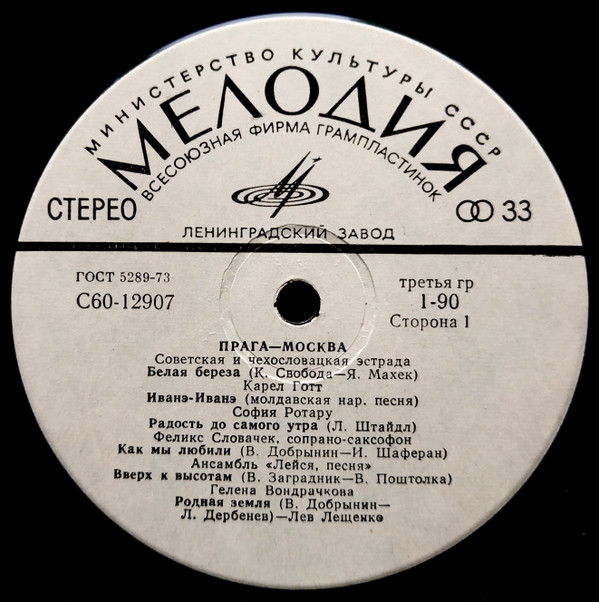 МИНИСТЕРСТВО КУЛЬТУРЫ СССР
МЕЛОДИЯ
ВСЕСОЮЗНАЯ ФИРМА ГРАМПЛАСТИНОК
СТЕРЕО
33
ЛЕНИНГРАДСКИЙ ЗАВОД
ГОСТ 5289-73
С60-12907
третья гр
1-90
Сторона 1
ПРАГА—МОСКВА
Советская и чехословацкая эстрада
Белая береза (К. Свобода—Я. Махек)
Карел Готт
Иванэ-Иванэ (молдавская нар. песня)
София Ротару
Радость до самого утра (Л. Штайдл)
Феликс Словачек, сопрано-саксофон
Как мы любили (В. Добрынин—И. Шаферан)
Ансамбль «Лейся, песня»
Вверх к высотам (В. Заградник—В. Поштолка)
Гелена Вондрачкова
Родная земля (В. Добрынин—
Л. Дербенев)—Лев Лещенко